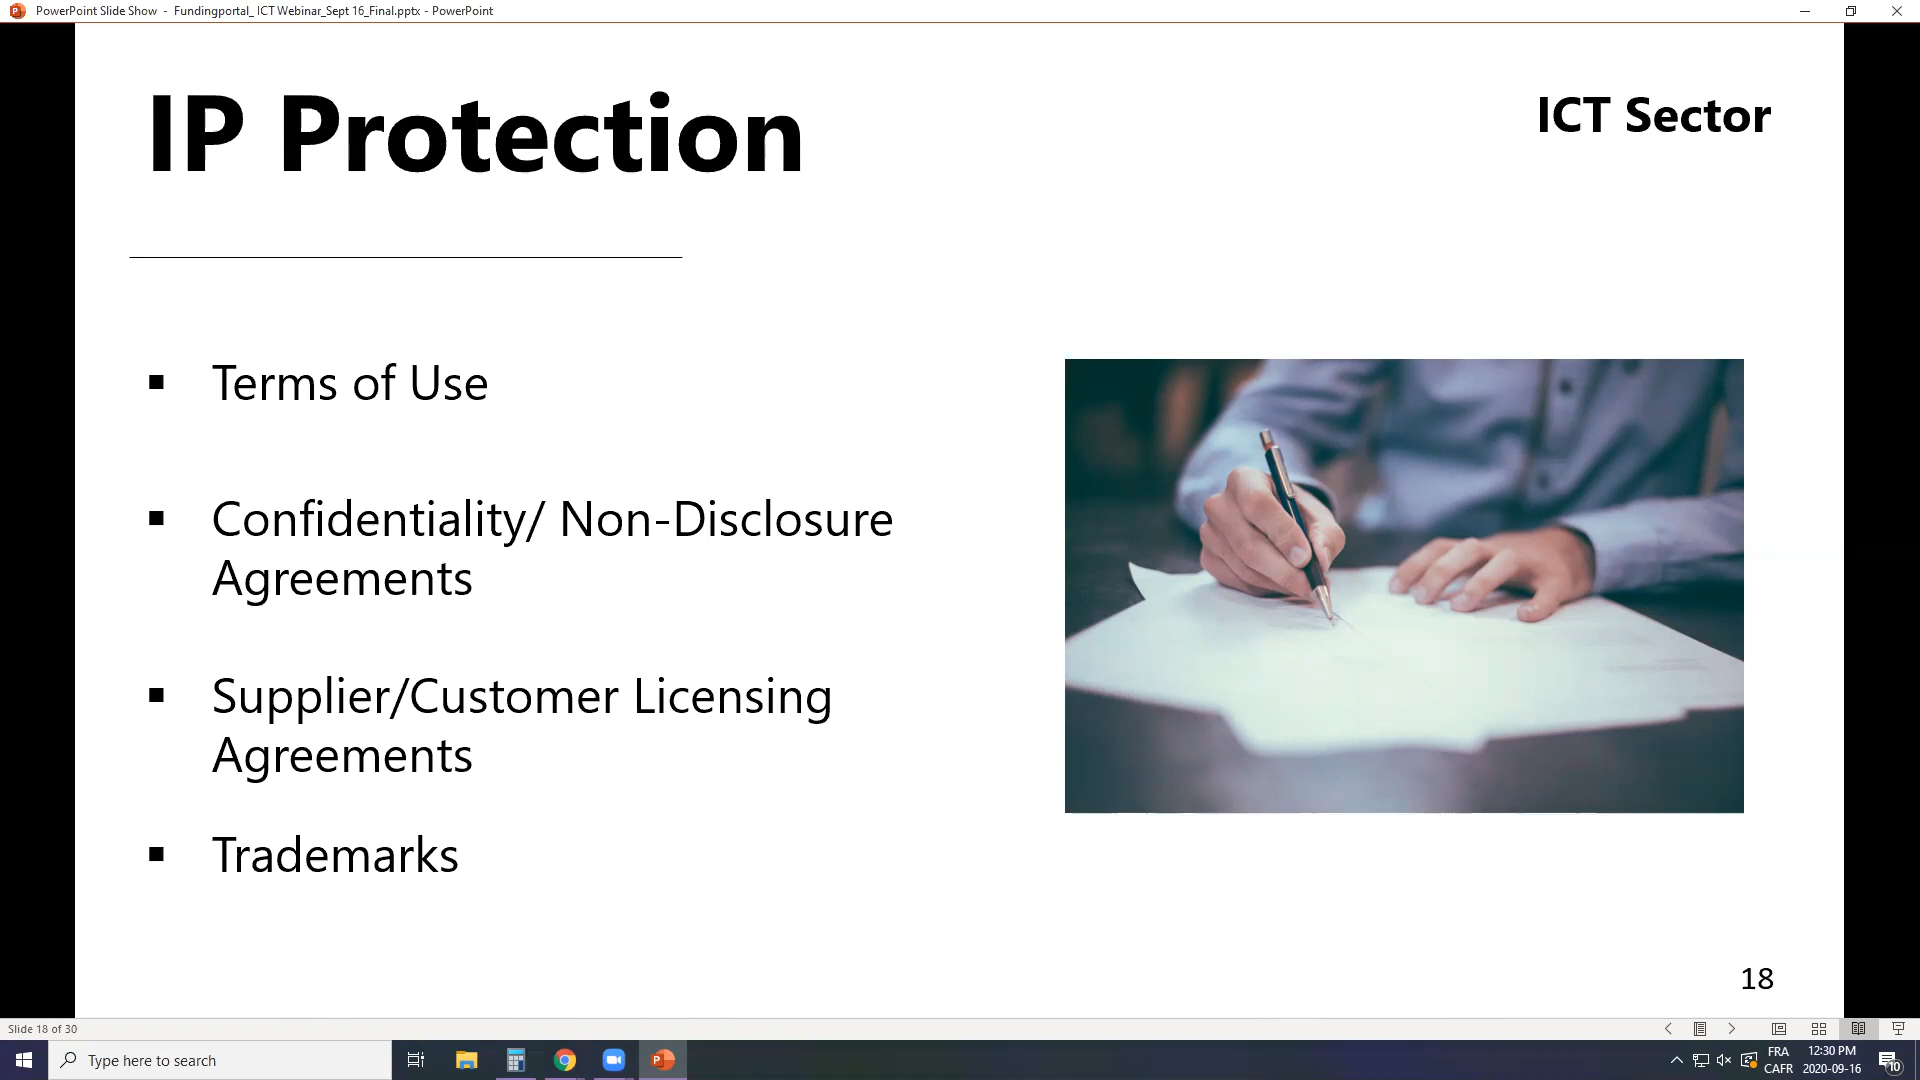 PowerPoint Slide Show - Fundingportal_ ICT Webinar_Sept 16_Final.pptx - PowerPoint
IP Protection
ICT Sector
▪ Terms of Use
▪ Confidentiality/ Non-Disclosure
Agreements
▪ Supplier/Customer Licensing
Agreements
▪ Trademarks
18
Slide 18 of 30
Type here to search
FRA
CAFR
12:30 PM
2020-09-16
10